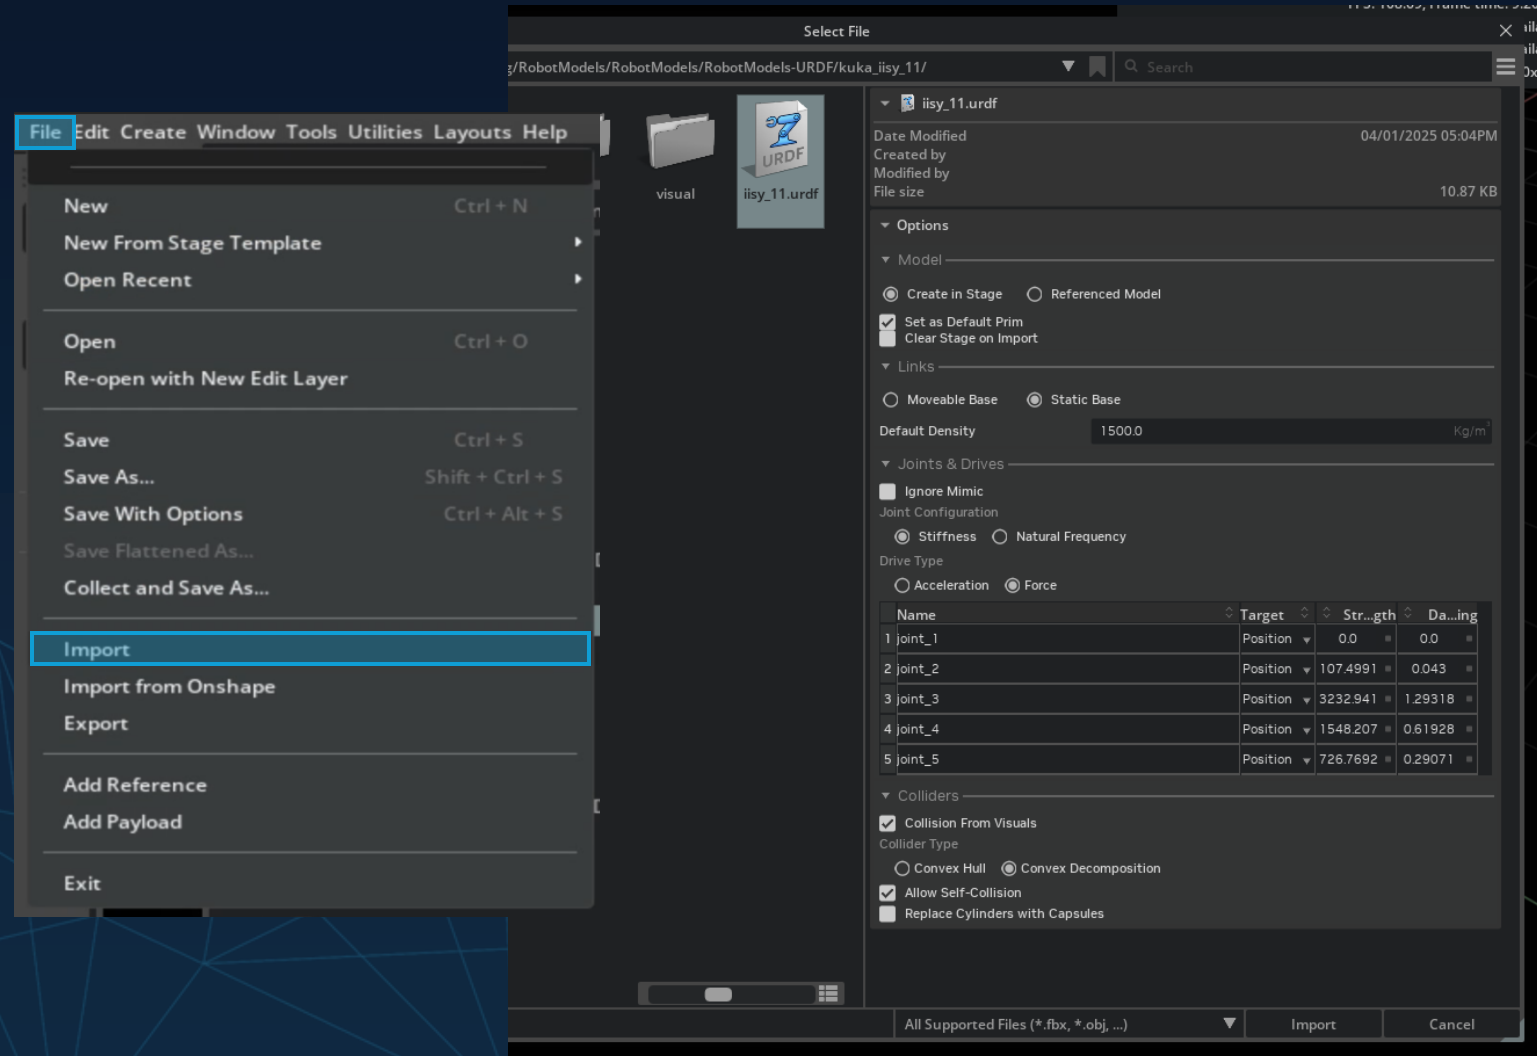 Select File
g/RobotModels/RobotModels/RobotModels-URDF/kuka_iisy_11/
Search
File Edit Create Window Tools Utilities Layouts Help
New Ctrl + N
New From Stage Template
Open Recent
Open Ctrl + O
Re-open with New Edit Layer
Save Ctrl + S
Save As... Shift + Ctrl + S
Save With Options Ctrl + Alt + S
Save Flattened As...
Collect and Save As...
Import
Import from Onshape
Export
Add Reference
Add Payload
Exit
visual
URDF
iisy_11.urdf
iisy_11.urdf
Date Modified 04/01/2025 05:04PM
Created by
Modified by
File size 10.87 KB
Options
Model
Create in Stage Referenced Model
Set as Default Prim
Clear Stage on Import
Links
Moveable Base Static Base
Default Density 1500.0 Kg/m³
Joints & Drives
Ignore Mimic
Joint Configuration
Stiffness Natural Frequency
Drive Type
Acceleration Force
Name Target Str...gth Da...ing
1 joint_1 Position 0.0 0.0
2 joint_2 Position 107.4991 0.043
3 joint_3 Position 3232.941 1.29318
4 joint_4 Position 1548.207 0.61928
5 joint_5 Position 726.7692 0.29071
Colliders
Collision From Visuals
Collider Type
Convex Hull Convex Decomposition
Allow Self-Collision
Replace Cylinders with Capsules
All Supported Files (*.fbx, *.obj, ...) Import Cancel